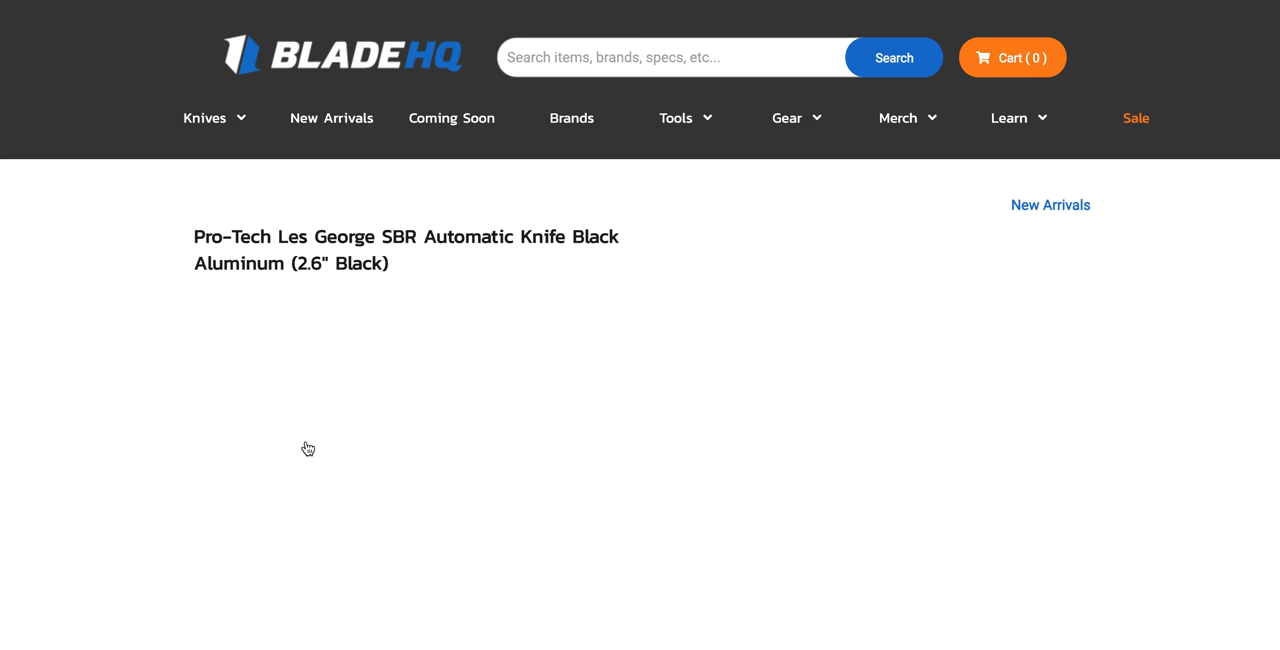 BLADEHQ
Search items, brands, specs, etc...
Search
Cart ( 0 )
Knives
New Arrivals
Coming Soon
Brands
Tools
Gear
Merch
Learn
Sale
New Arrivals
Pro-Tech Les George SBR Automatic Knife Black
Aluminum (2.6" Black)